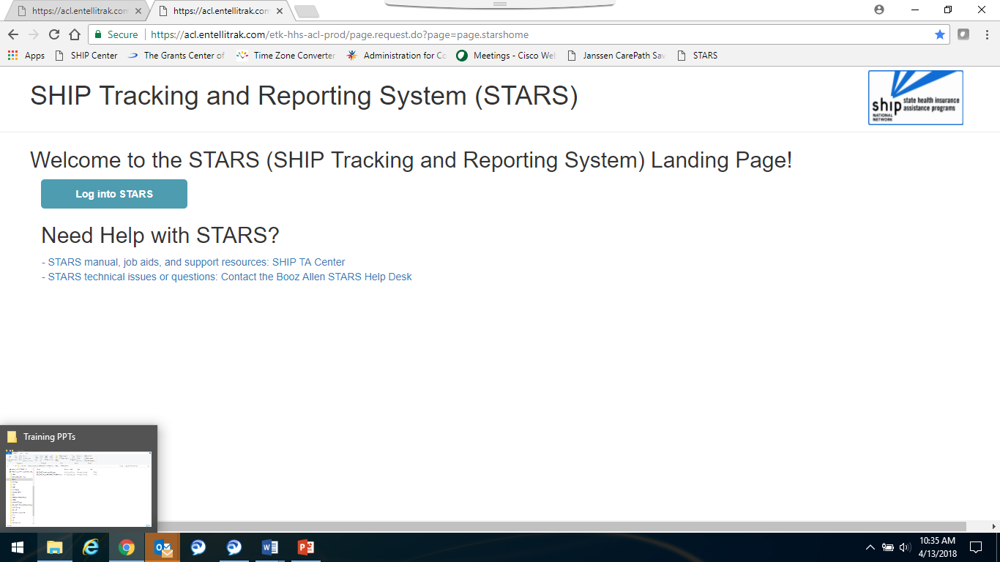 https://acl.entellitrak.com
https://acl.entellitrak.com
Secure
https://acl.entellitrak.com/etk-hhs-acl-prod/page.request.do?page=page.starshome
Apps
SHIP Center
The Grants Center of
Time Zone Converter
Administration for Co
Meetings - Cisco Web
Janssen CarePath Sav
STARS
SHIP Tracking and Reporting System (STARS)
ship
NATIONAL
NETWORK
state health insurance
assistance programs
Welcome to the STARS (SHIP Tracking and Reporting System) Landing Page!
Log into STARS
Need Help with STARS?
- STARS manual, job aids, and support resources: SHIP TA Center
- STARS technical issues or questions: Contact the Booz Allen STARS Help Desk
Training PPTs
10:35 AM
4/13/2018